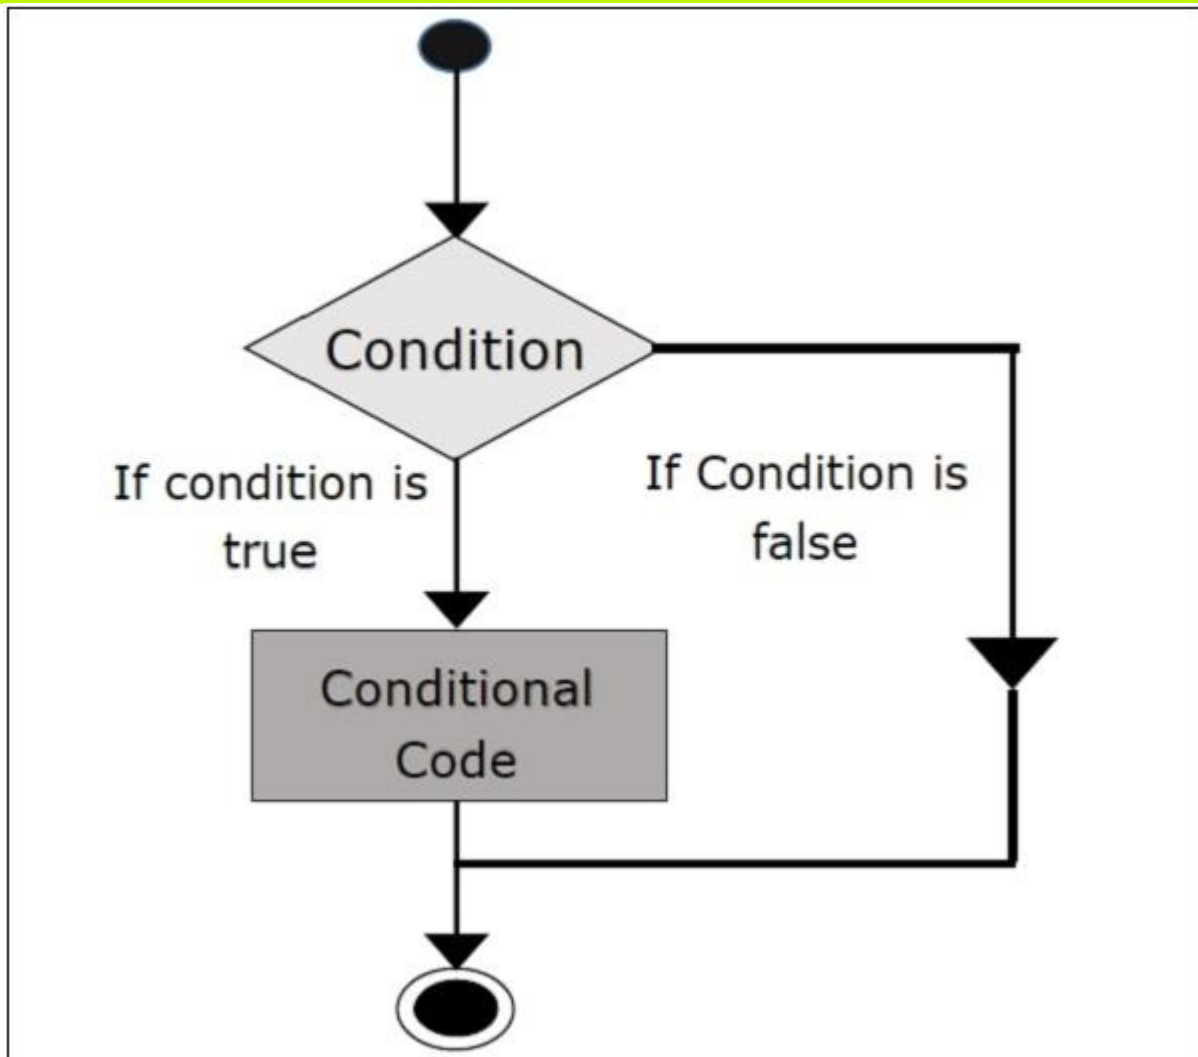 Condition
If condition is
true
If Condition is
false
Conditional
Code